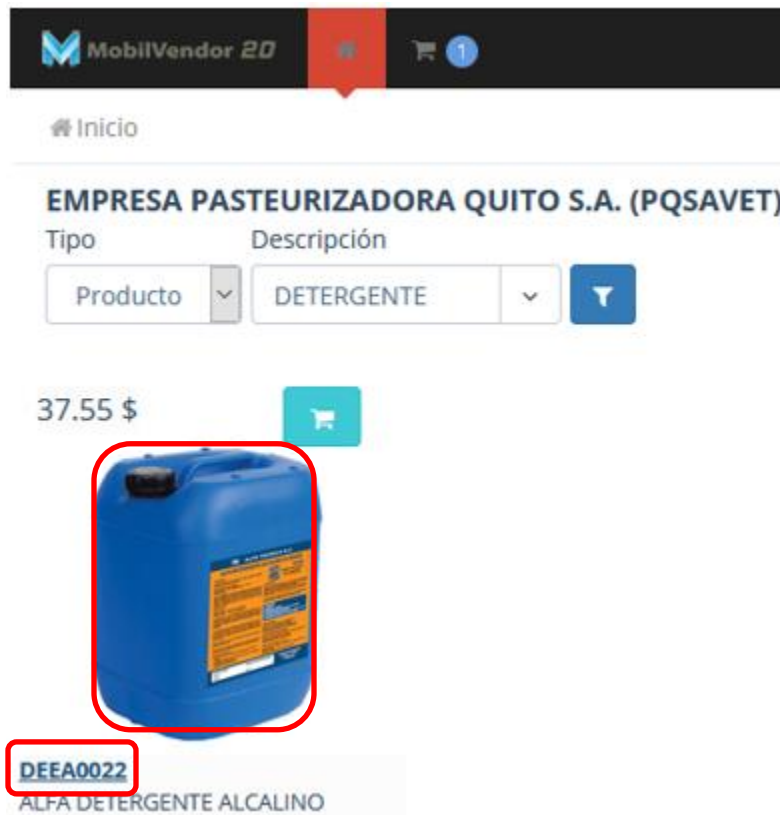 MobilVendor 2.0
1
Inicio
EMPRESA PASTEURIZADORA QUITO S.A. (PQSAVET)
Tipo
Descripción
Producto
DETERGENTE
37.55 $
DEEA0022
ALFA DETERGENTE ALCALINO